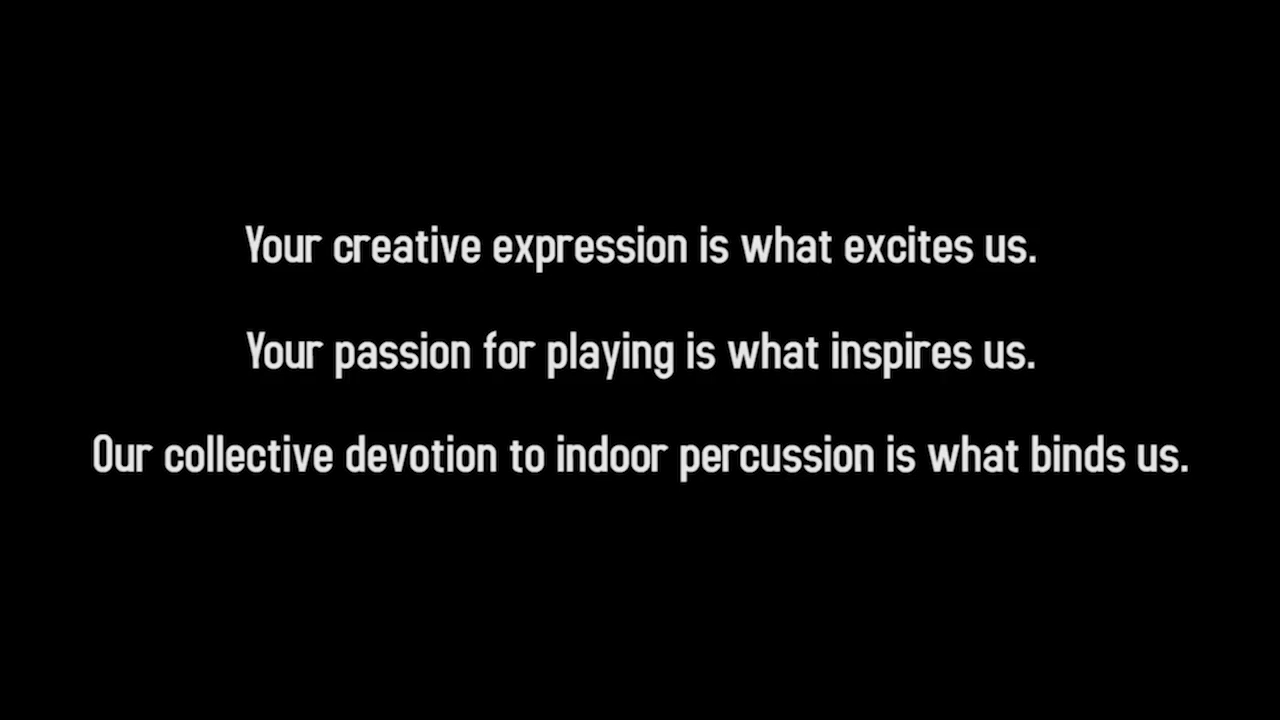 Your creative expression is what excites us.
Your passion for playing is what inspires us.
Our collective devotion to indoor percussion is what binds us.